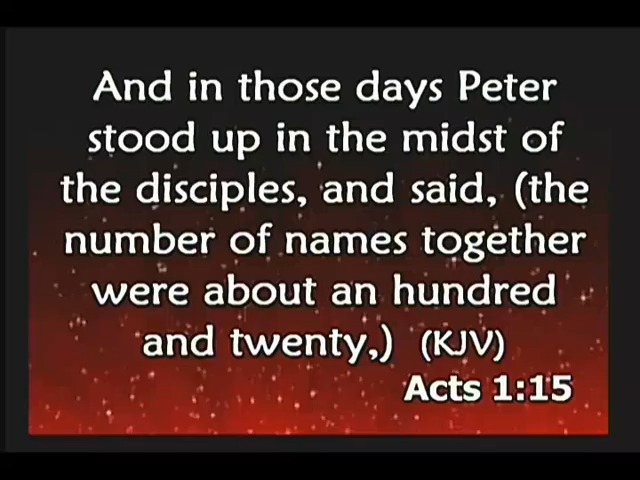 And in those days Peter
stood up in the midst of
the disciples, and said, (the
number of names together
were about an hundred
and twenty,) (KJV)
Acts 1:15